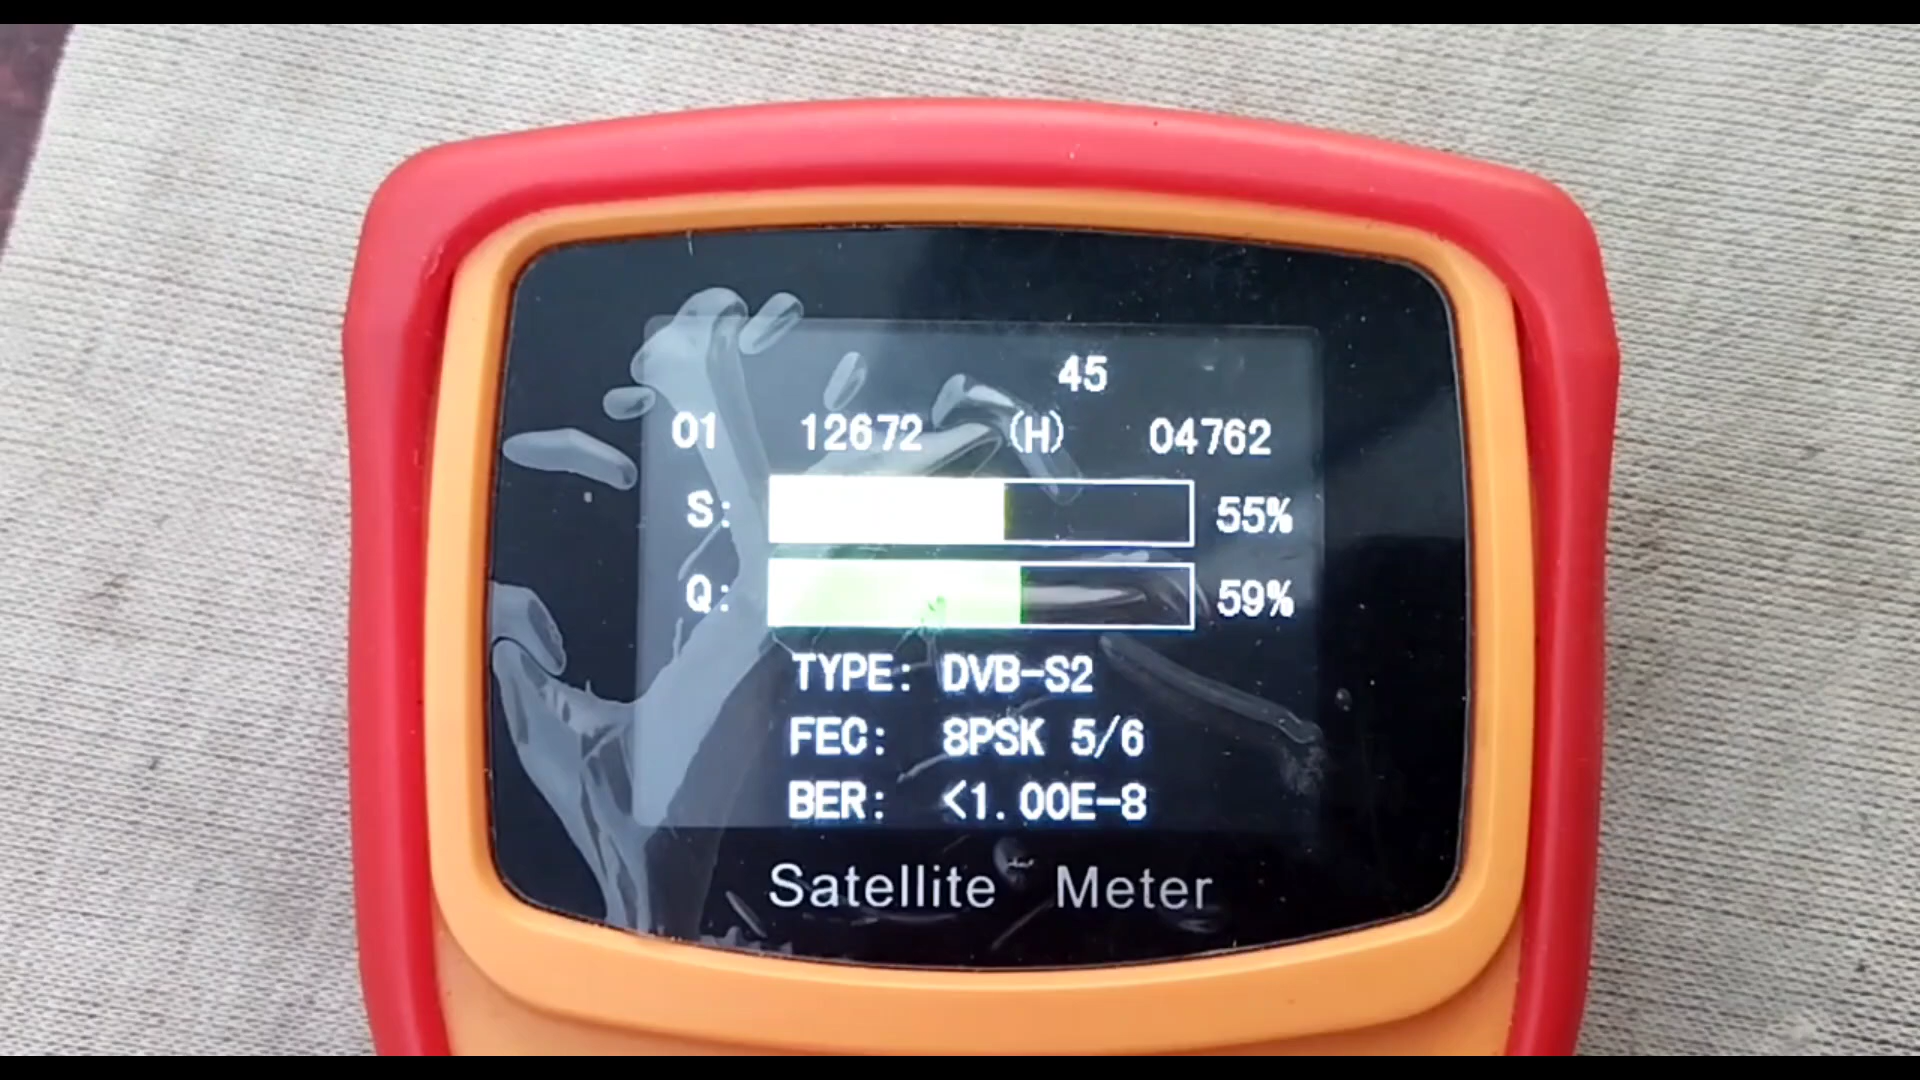 45
01 12672 (H) 04762
S: 55%
Q: 59%
TYPE: DVB-S2
FEC: 8PSK 5/6
BER: <1.00E-8
Satellite Meter